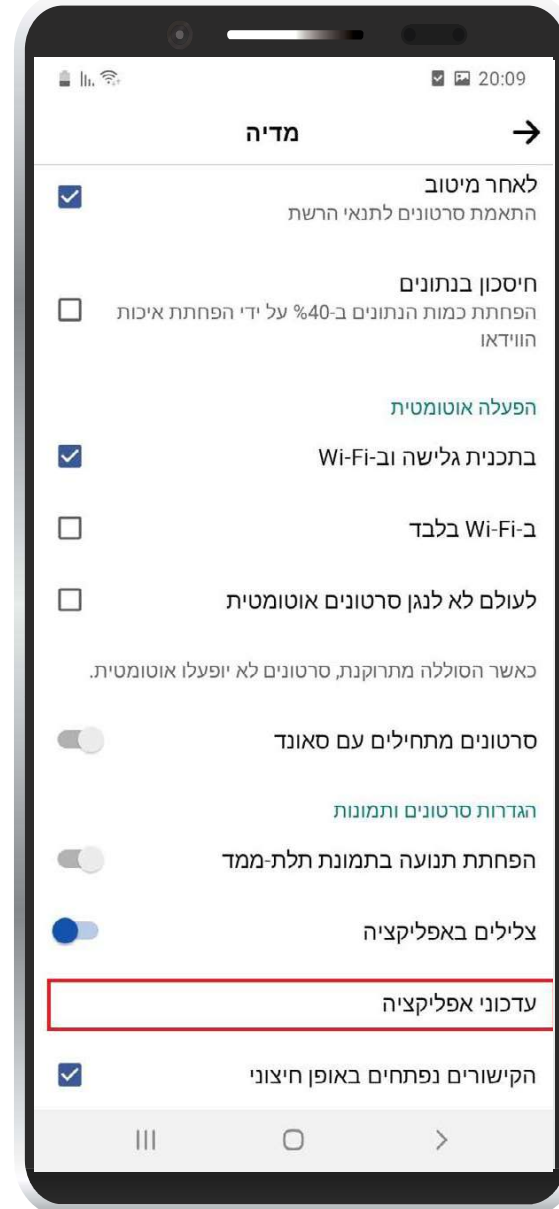 20:09
מדיה
לאחר מיטוב
התאמת סרטונים לתנאי הרשת
חיסכון בנתונים
הפחתת כמות הנתונים ב-40% על ידי הפחתת איכות
הווידאו
הפעלה אוטומטית
בתכנית גלישה וב-Wi-Fi
ב-Wi-Fi בלבד
לעולם לא לנגן סרטונים אוטומטית
כאשר הסוללה מתרוקנת, סרטונים לא יופעלו אוטומטית.
סרטונים מתחילים עם סאונד
הגדרות סרטונים ותמונות
הפחתת תנועה בתמונת תלת-ממד
צלילים באפליקציה
עדכוני אפליקציה
הקישורים נפתחים באופן חיצוני